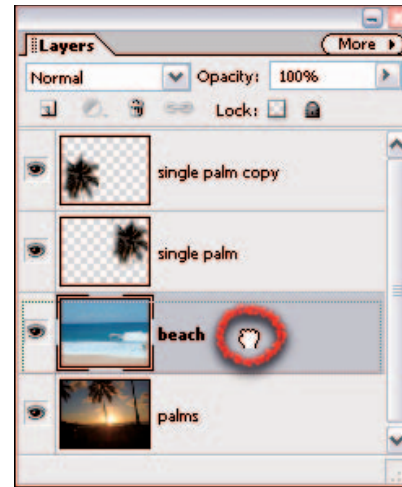 Layers More
Normal Opacity: 100%
Lock:
single palm copy
single palm
beach
palms